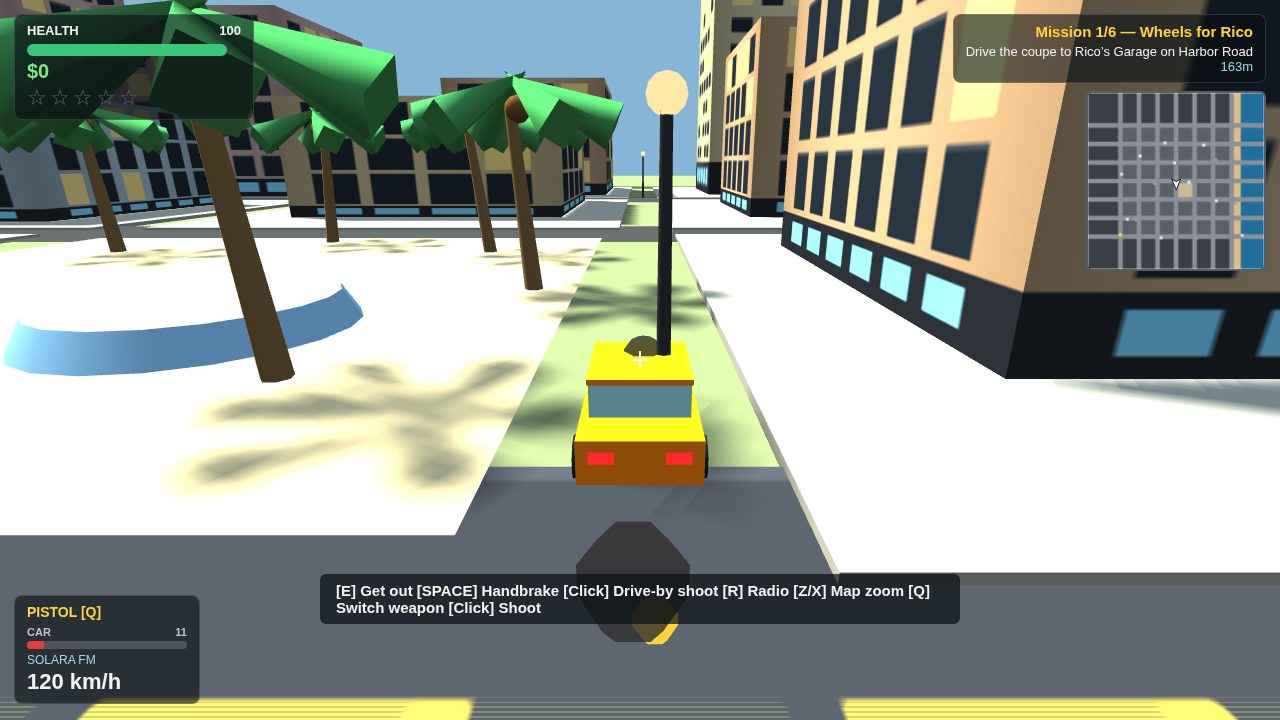 HEALTH 100
$0
Mission 1/6 — Wheels for Rico
Drive the coupe to Rico's Garage on Harbor Road
163m
[E] Get out [SPACE] Handbrake [Click] Drive-by shoot [R] Radio [Z/X] Map zoom [Q]
Switch weapon [Click] Shoot
PISTOL [Q]
CAR 11
SOLARA FM
120 km/h